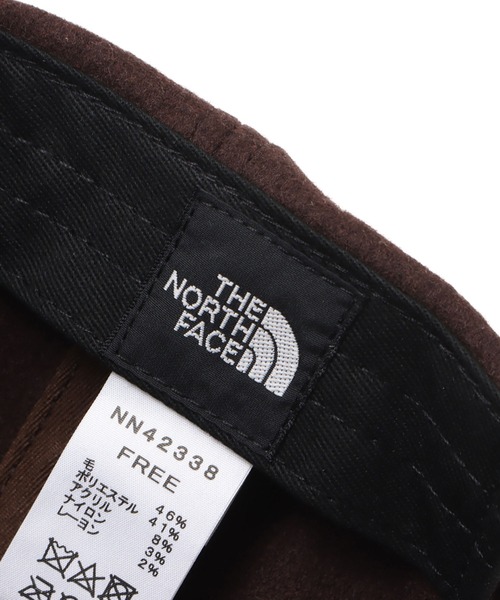 THE
NORTH
FACE
NN42338
FREE
毛 46%
ポリエステル 41%
アクリル 8%
ナイロン 3%
レーヨン 2%